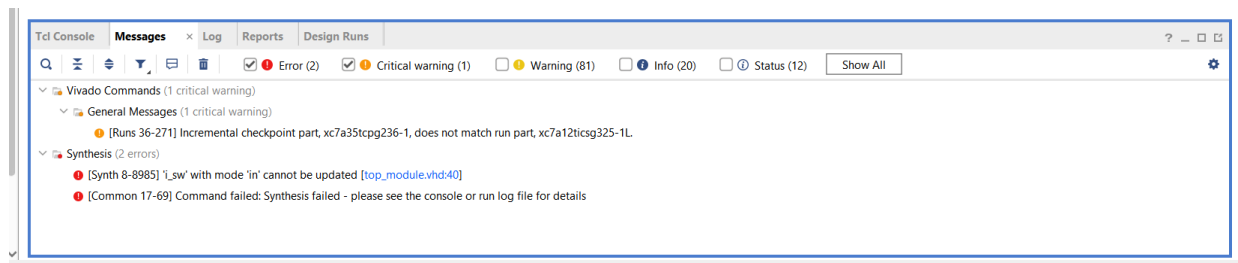 Tcl Console Messages × Log Reports Design Runs ? _
Error (2) Critical warning (1) Warning (81) Info (20) Status (12) Show All
Vivado Commands (1 critical warning)
General Messages (1 critical warning)
[Runs 36-271] Incremental checkpoint part, xc7a35tcpg236-1, does not match run part, xc7a12ticsg325-1L.
Synthesis (2 errors)
[Synth 8-8985] 'i_sw' with mode 'in' cannot be updated [top_module.vhd:40]
[Common 17-69] Command failed: Synthesis failed - please see the console or run log file for details